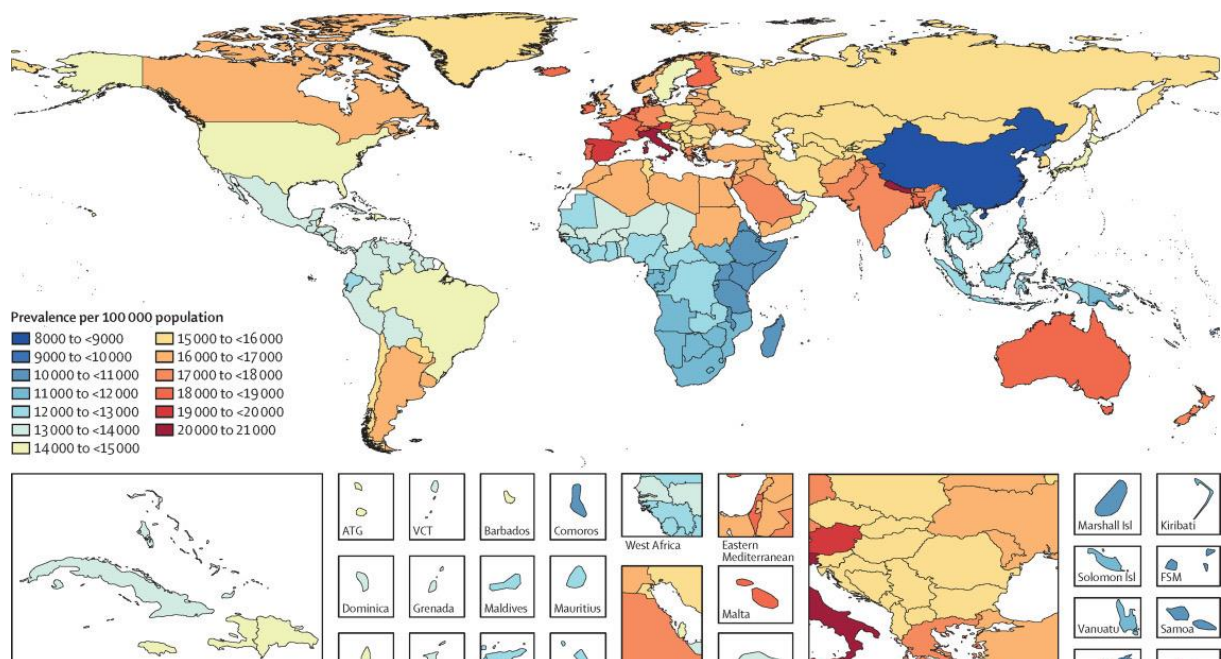 Prevalence per 100 000 population
8000 to <9000
9000 to <10 000
10 000 to <11 000
11 000 to <12 000
12 000 to <13 000
13 000 to <14 000
14 000 to <15 000
15 000 to <16 000
16 000 to <17 000
17 000 to <18 000
18 000 to <19 000
19 000 to <20 000
20 000 to 21 000
ATG
VCT
Barbados
Comoros
West Africa
Eastern
Mediterranean
Marshall Isl
Kiribati
Dominica
Grenada
Maldives
Mauritius
Malta
Solomon Isl
FSM
Vanuatu
Samoa